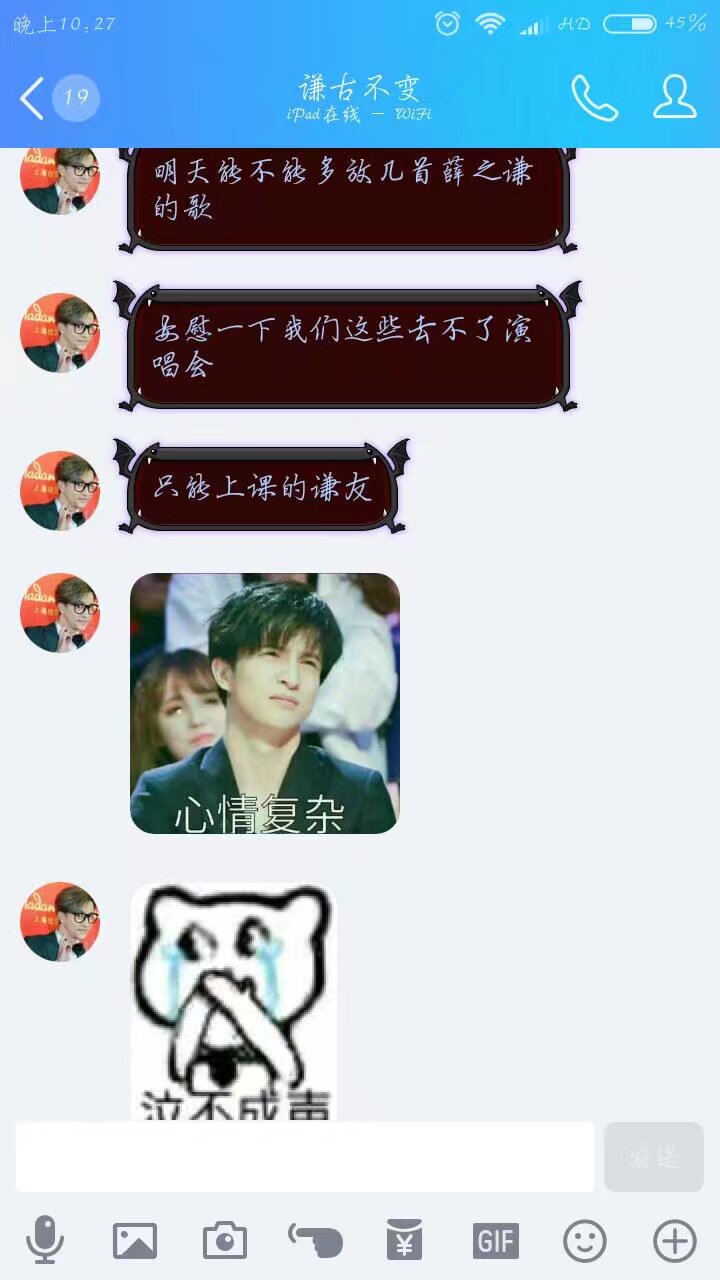 晚上10:27
HD
45%
19
谦古不变
iPad在线 - WiFi
明天能不能多放几首薛之谦
的歌
安慰一下我们这些去不了演
唱会
只能上课的谦友
心情复杂
泣不成声
发送
GIF